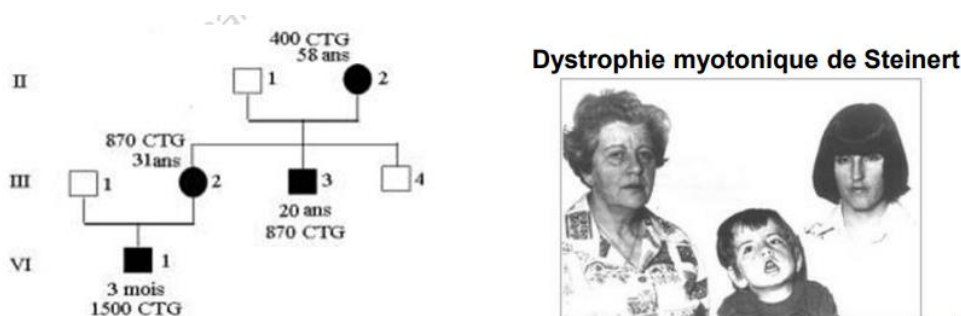 400 CTG
58 ans
II
1
2
Dystrophie myotonique de Steinert
870 CTG
31ans
III
1
2
3
4
20 ans
870 CTG
VI
1
3 mois
1500 CTG